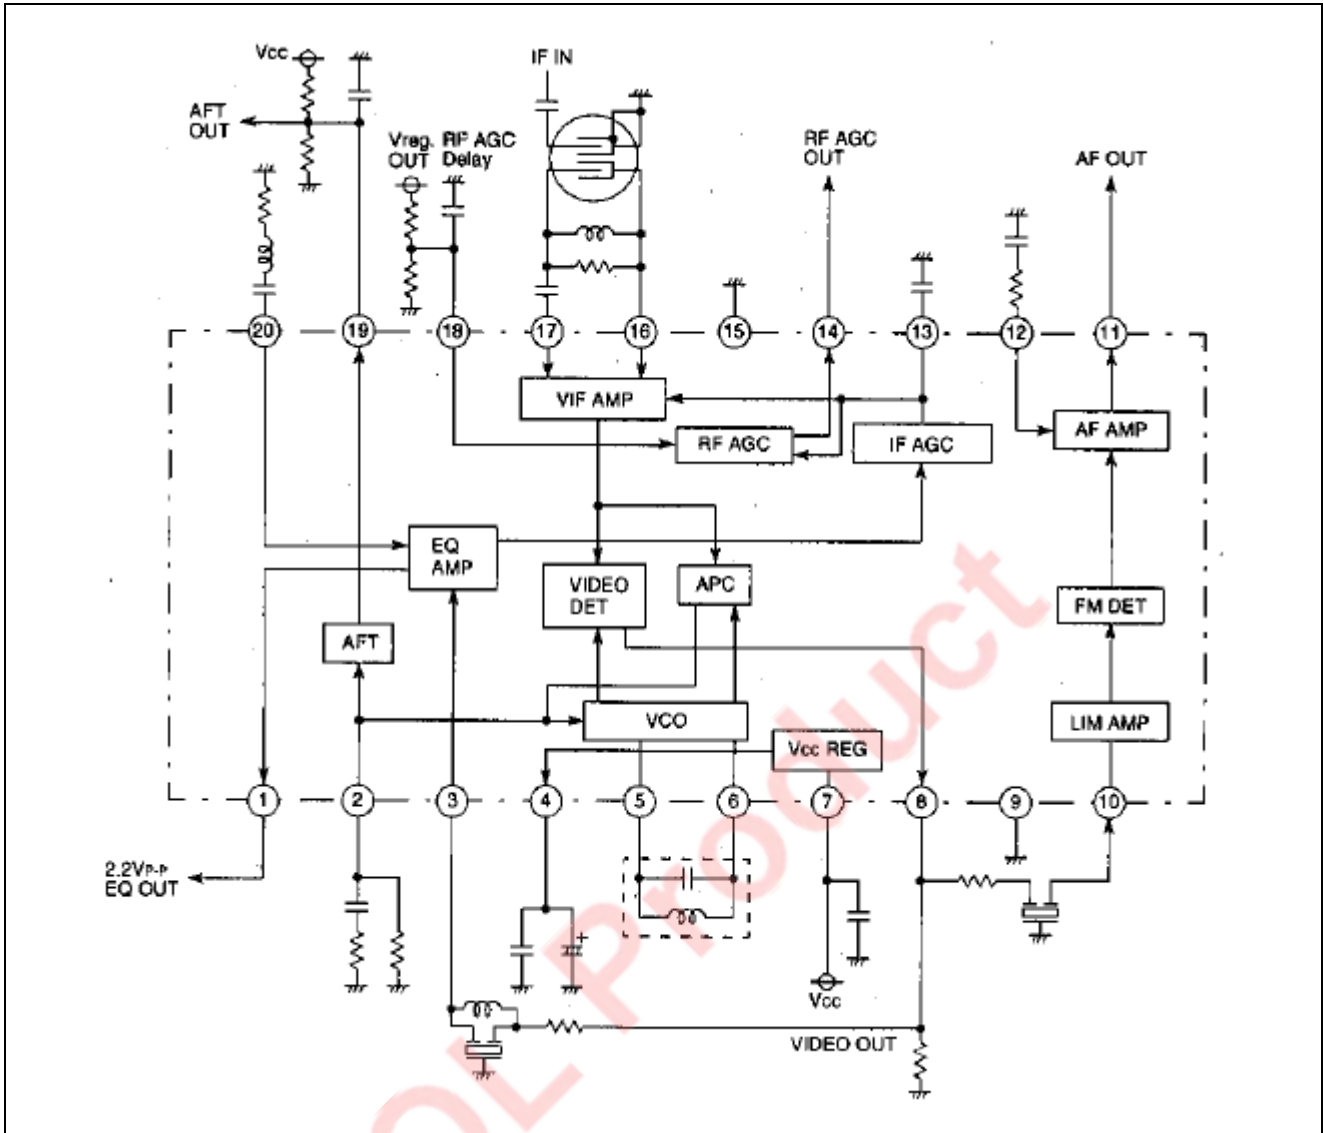 Vcc
IF IN
AFT
OUT
Vreg. RF AGC
OUT Delay
RF AGC
OUT
AF OUT
20
19
18
17
16
15
14
13
12
11
VIF AMP
RF AGC
IF AGC
AF AMP
EQ
AMP
VIDEO
DET
APC
FM DET
AFT
VCO
LIM AMP
Vcc REG
1
2
3
4
5
6
7
8
9
10
2.2VP-P
EQ OUT
+
Vcc
VIDEO OUT
OL Product